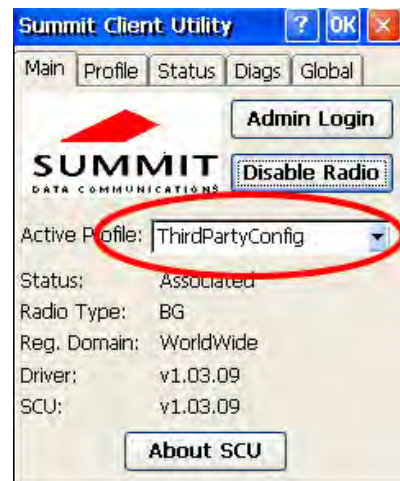 Summit Client Utility ? OK ×
Main Profile Status Diags Global
Admin Login
SUMMIT
DATA COMMUNICATIONS
Disable Radio
Active Profile: ThirdPartyConfig
Status: Associated
Radio Type: BG
Reg. Domain: WorldWide
Driver: v1.03.09
SCU: v1.03.09
About SCU